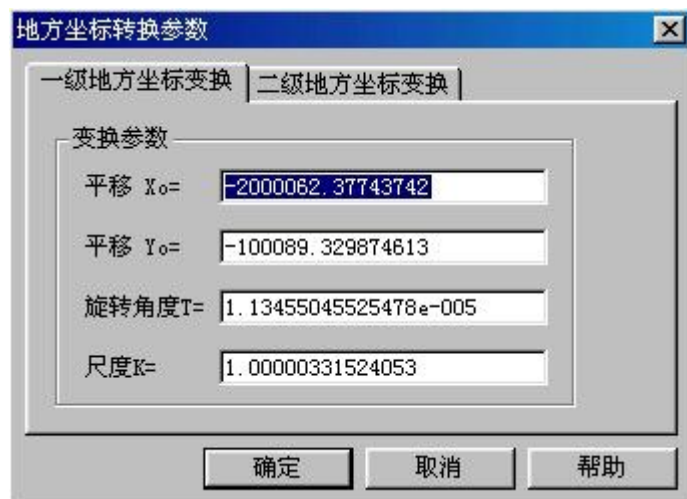 地方坐标转换参数
一级地方坐标变换 二级地方坐标变换
变换参数
平移 Xo= -2000062.37743742
平移 Yo= -100089.329874613
旋转角度T= 1.13455045525478e-005
尺度K= 1.00000331524053
确定 取消 帮助